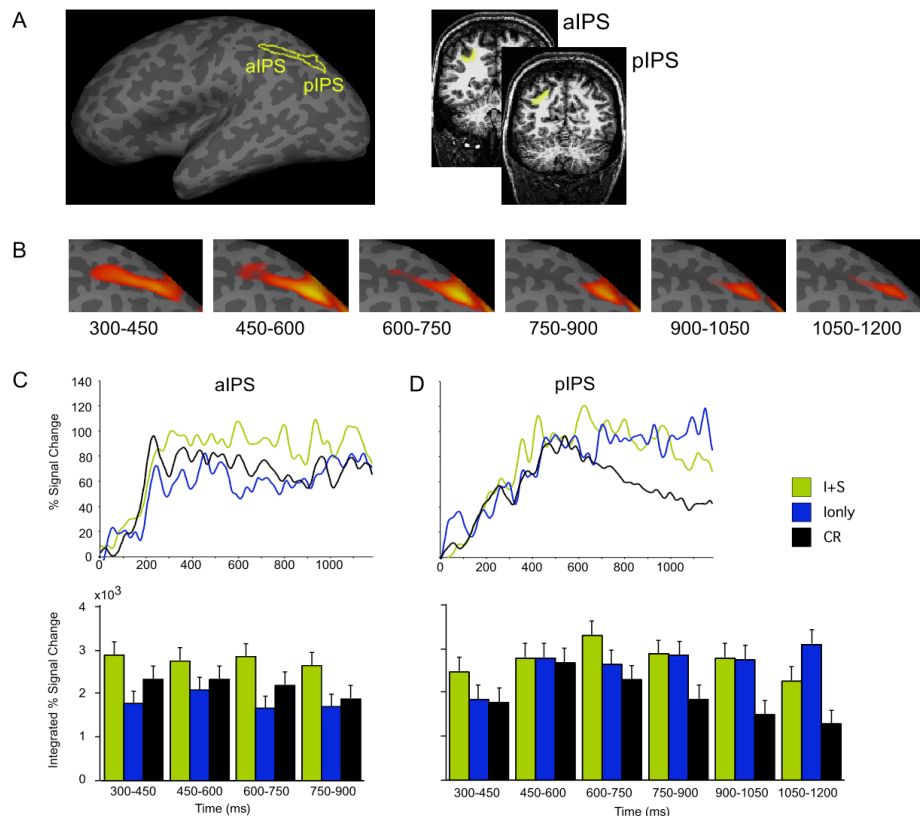 A
aIPS
pIPS
aIPS
pIPS
B
300-450
450-600
600-750
750-900
900-1050
1050-1200
C
aIPS
D
pIPS
% Signal Change
140
120
100
80
60
40
20
0
0 200 400 600 800 1000
0 200 400 600 800 1000
I+S
Ionly
CR
x10³
Integrated % Signal Change
4
3
2
1
0
300-450 450-600 600-750 750-900
Time (ms)
300-450 450-600 600-750 750-900 900-1050 1050-1200
Time (ms)